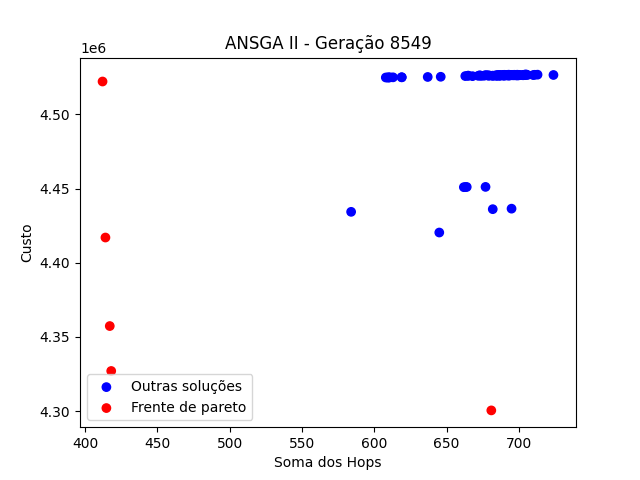 ANSGA II - Geração 8549
1e6
4.50
4.45
4.40
4.35
4.30
Custo
Outras soluções
Frente de pareto
400 450 500 550 600 650 700
Soma dos Hops